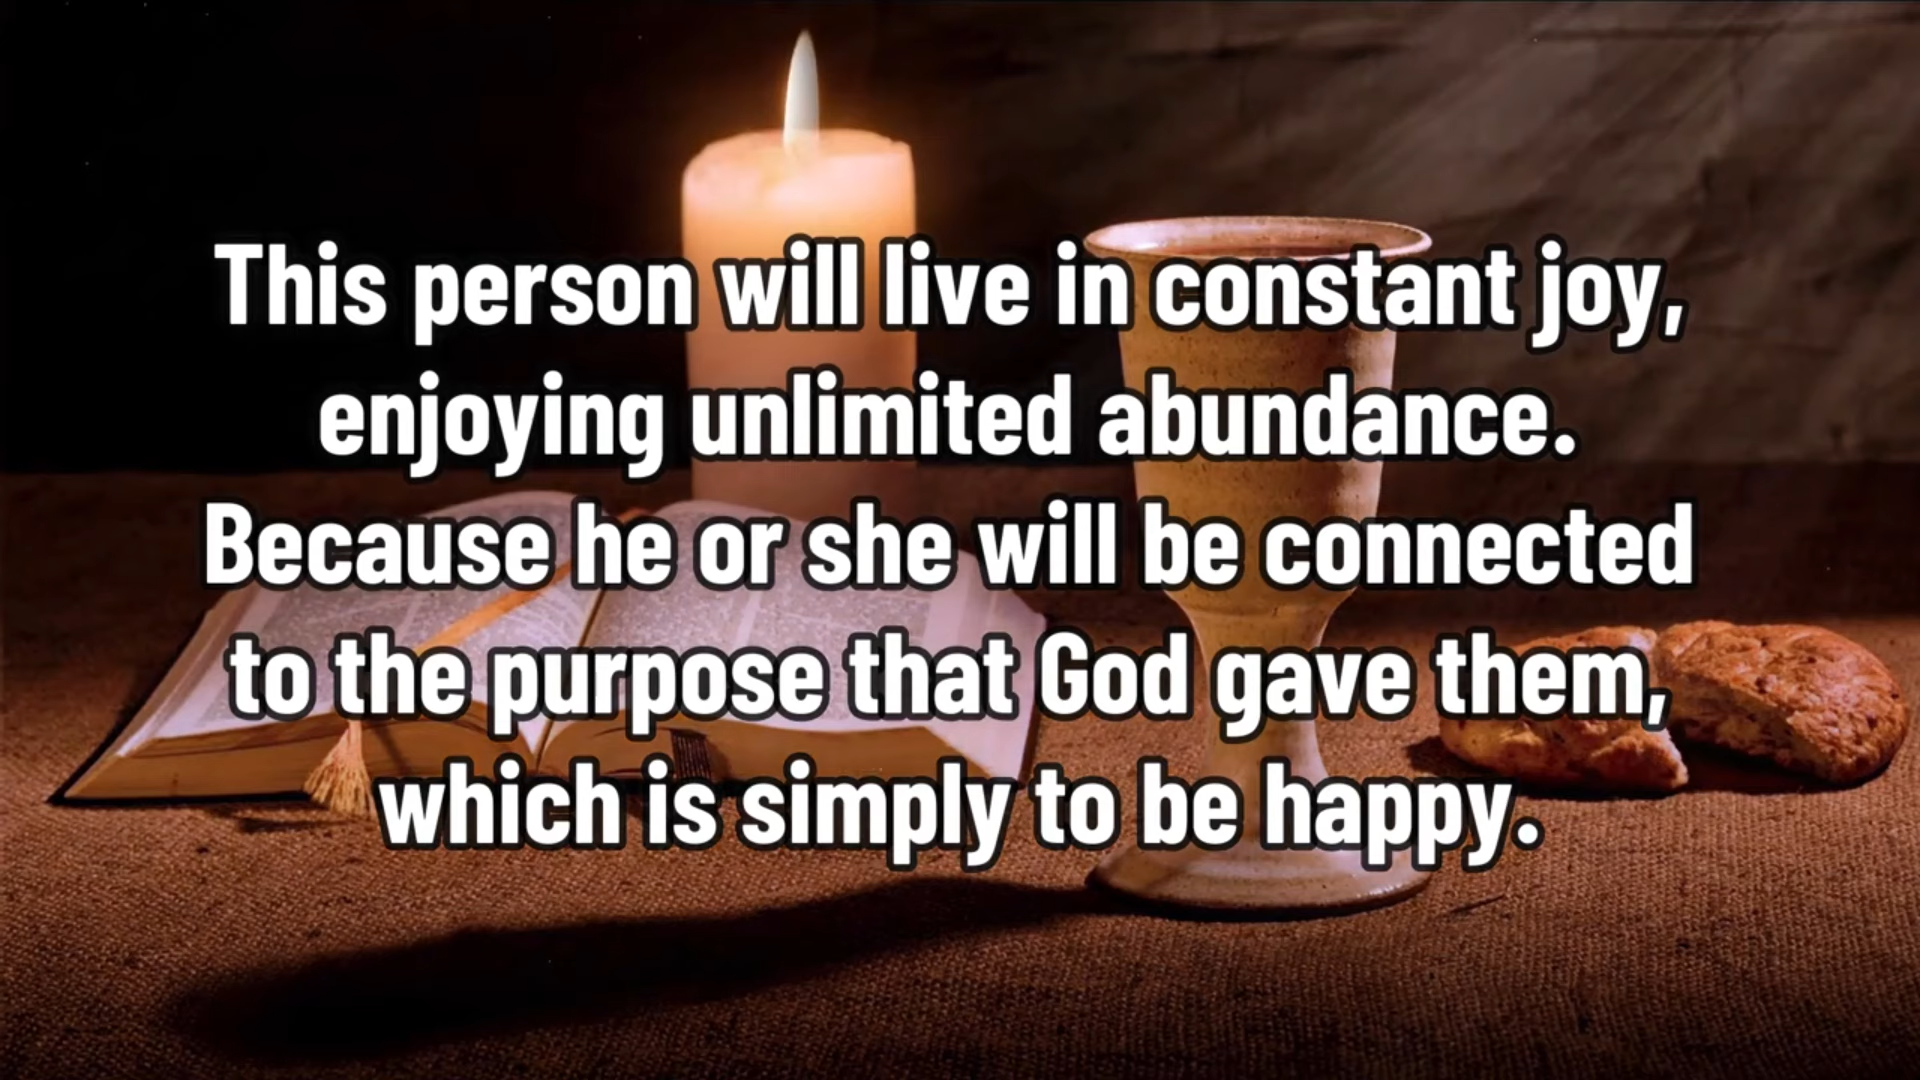 This person will live in constant joy,
enjoying unlimited abundance.
Because he or she will be connected
to the purpose that God gave them,
which is simply to be happy.